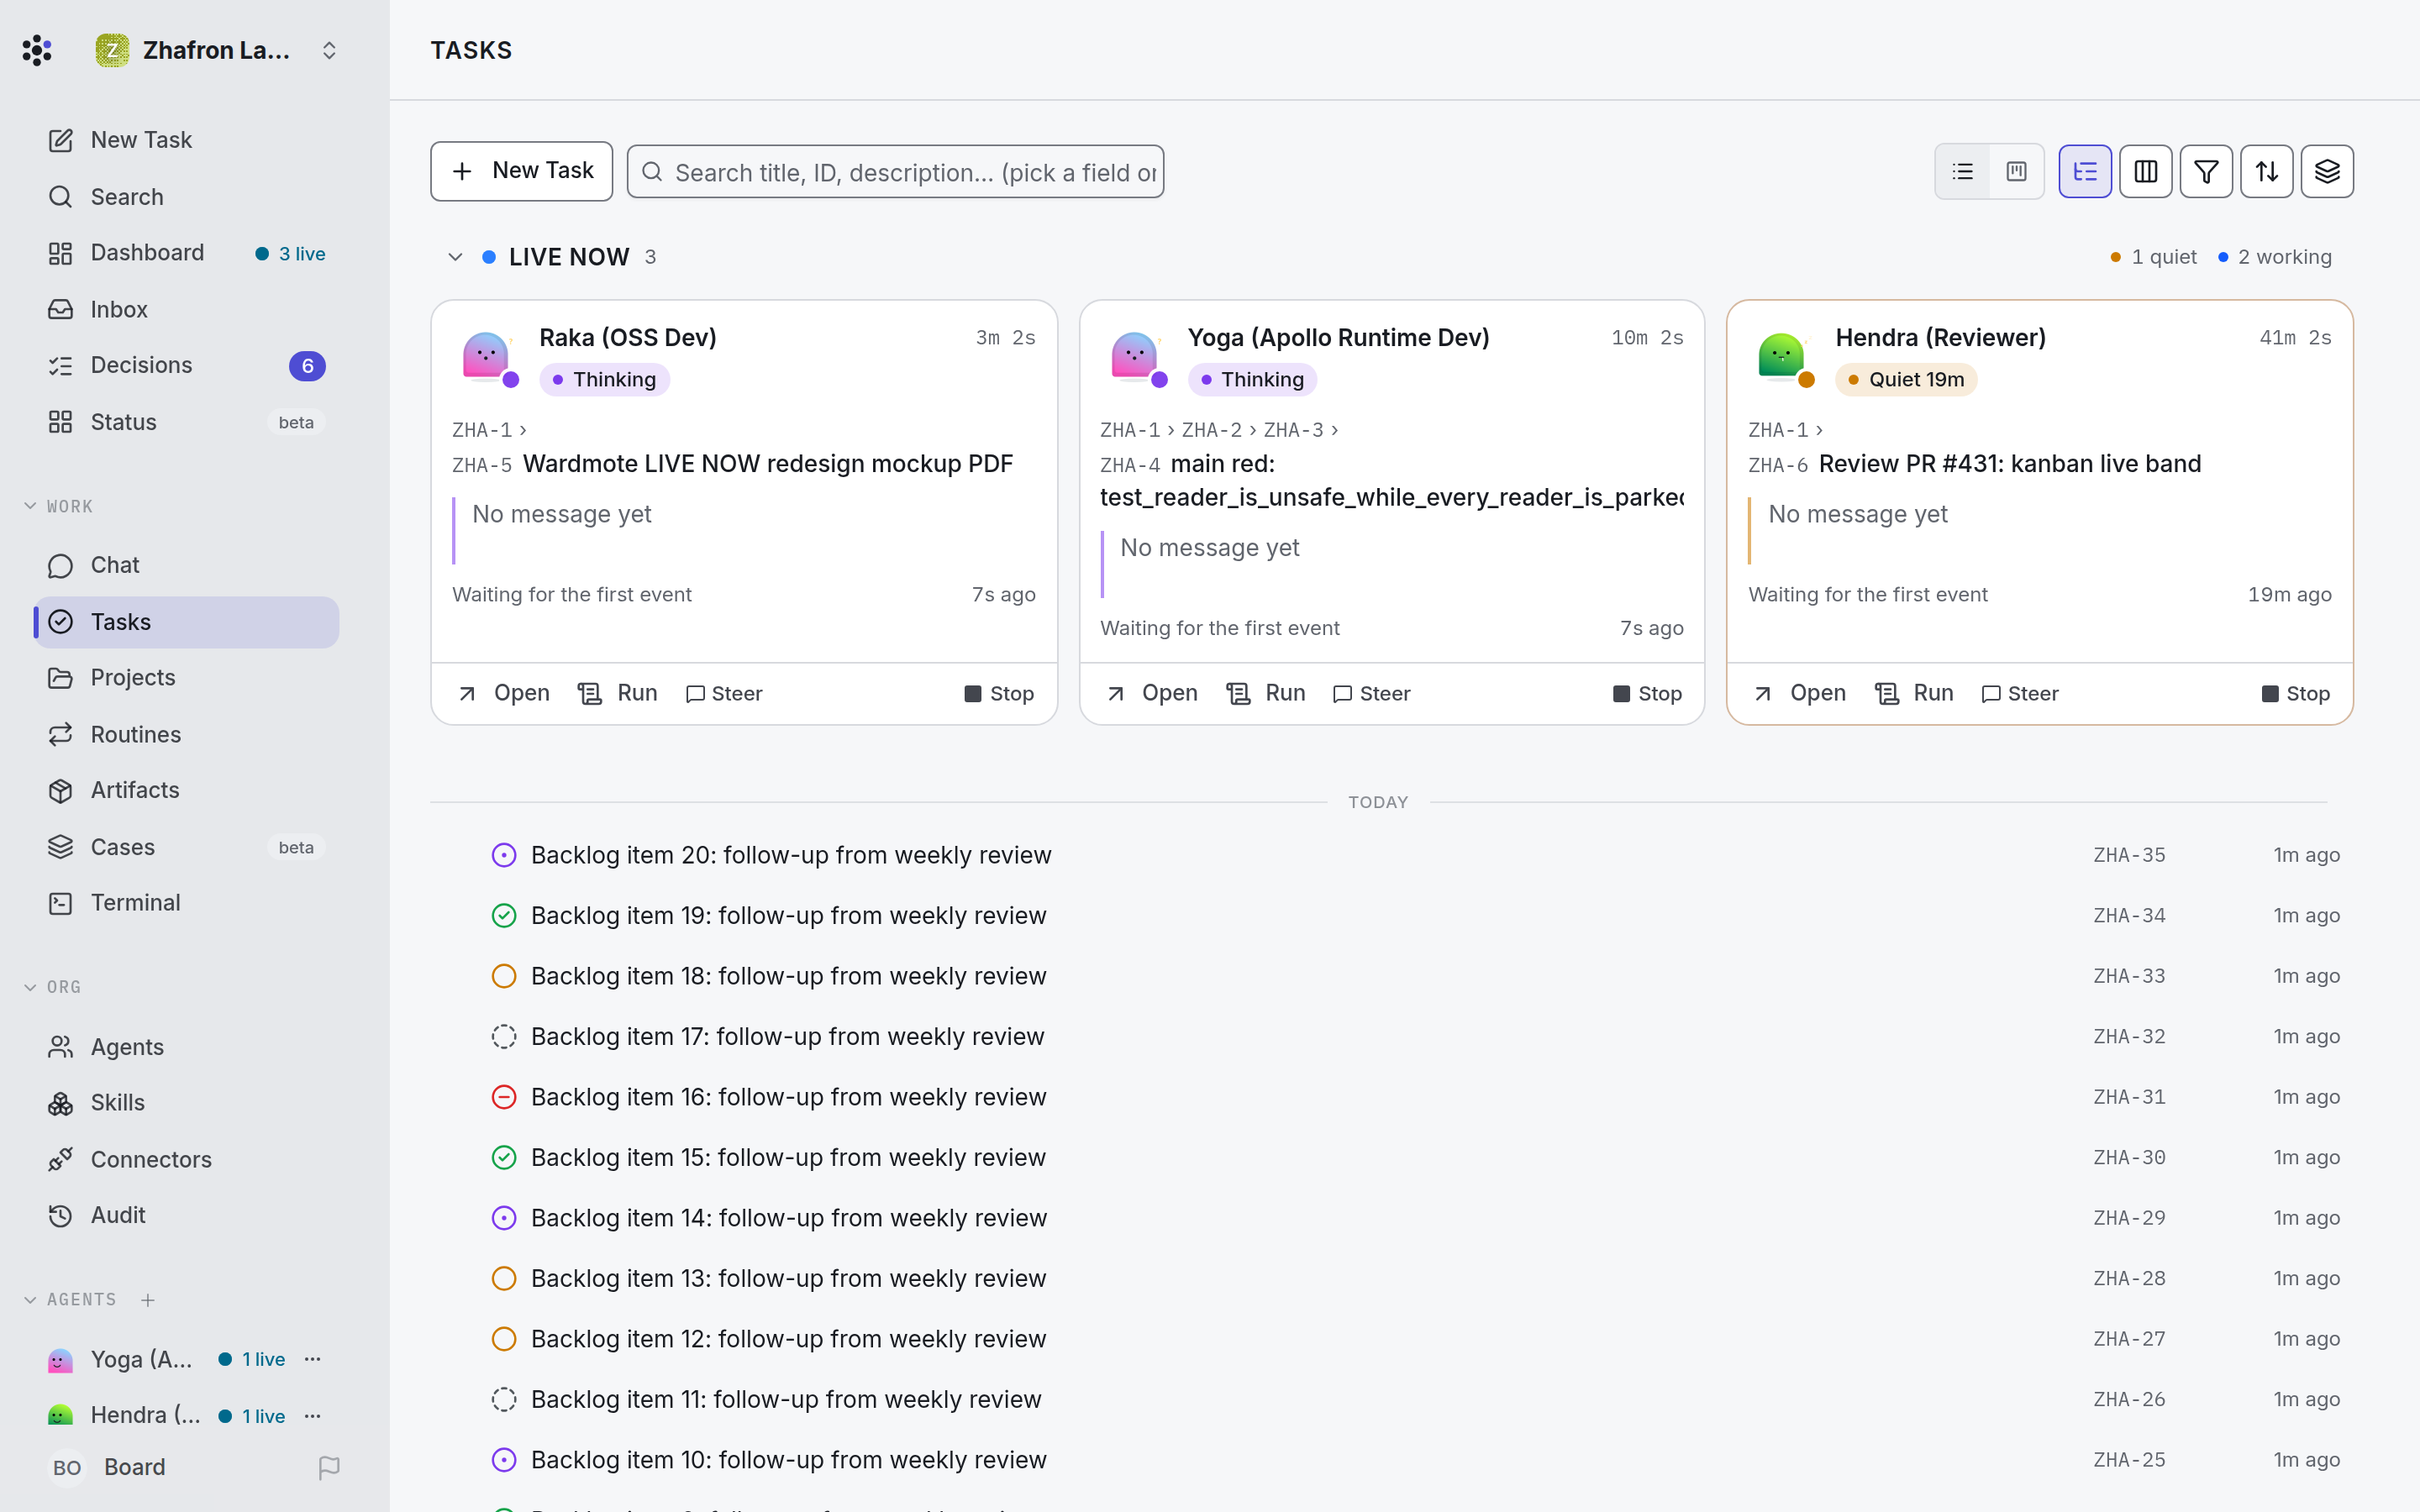 Z Zhafron La...
New Task
Search
Dashboard 3 live
Inbox
Decisions 6
Status beta
WORK
Chat
Tasks
Projects
Routines
Artifacts
Cases beta
Terminal
ORG
Agents
Skills
Connectors
Audit
AGENTS
Yoga (A... 1 live
Hendra (... 1 live
BO Board
TASKS
New Task
Search title, ID, description... (pick a field or
LIVE NOW 3
1 quiet 2 working
Raka (OSS Dev) 3m 2s
Thinking
ZHA-1 ›
ZHA-5 Wardmote LIVE NOW redesign mockup PDF
No message yet
Waiting for the first event 7s ago
Open Run Steer Stop
Yoga (Apollo Runtime Dev) 10m 2s
Thinking
ZHA-1 › ZHA-2 › ZHA-3 ›
ZHA-4 main red:
test_reader_is_unsafe_while_every_reader_is_parked
No message yet
Waiting for the first event 7s ago
Open Run Steer Stop
Hendra (Reviewer) 41m 2s
Quiet 19m
ZHA-1 ›
ZHA-6 Review PR #431: kanban live band
No message yet
Waiting for the first event 19m ago
Open Run Steer Stop
TODAY
Backlog item 20: follow-up from weekly review ZHA-35 1m ago
Backlog item 19: follow-up from weekly review ZHA-34 1m ago
Backlog item 18: follow-up from weekly review ZHA-33 1m ago
Backlog item 17: follow-up from weekly review ZHA-32 1m ago
Backlog item 16: follow-up from weekly review ZHA-31 1m ago
Backlog item 15: follow-up from weekly review ZHA-30 1m ago
Backlog item 14: follow-up from weekly review ZHA-29 1m ago
Backlog item 13: follow-up from weekly review ZHA-28 1m ago
Backlog item 12: follow-up from weekly review ZHA-27 1m ago
Backlog item 11: follow-up from weekly review ZHA-26 1m ago
Backlog item 10: follow-up from weekly review ZHA-25 1m ago